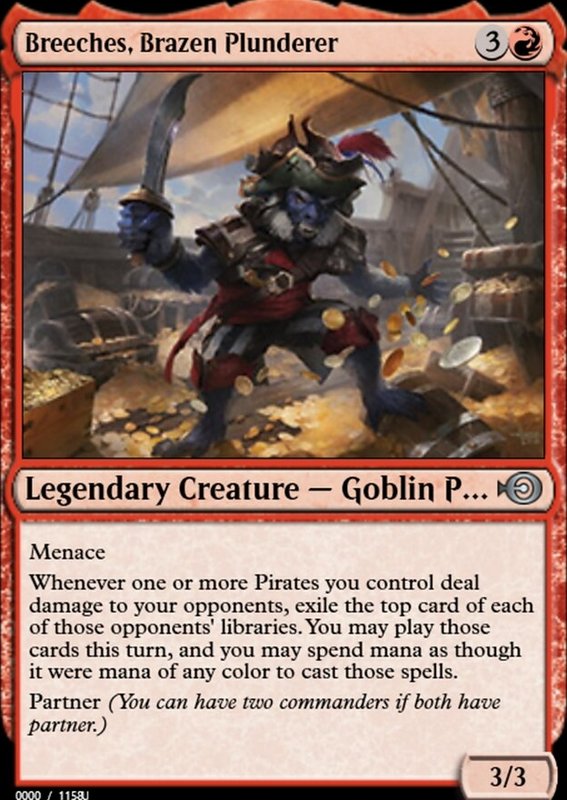 Breeches, Brazen Plunderer 3
Legendary Creature — Goblin P...
Menace
Whenever one or more Pirates you control deal
damage to your opponents, exile the top card of each
of those opponents' libraries. You may play those
cards this turn, and you may spend mana as though
it were mana of any color to cast those spells.
Partner (You can have two commanders if both have
partner.)
3/3
0000 / 1158U